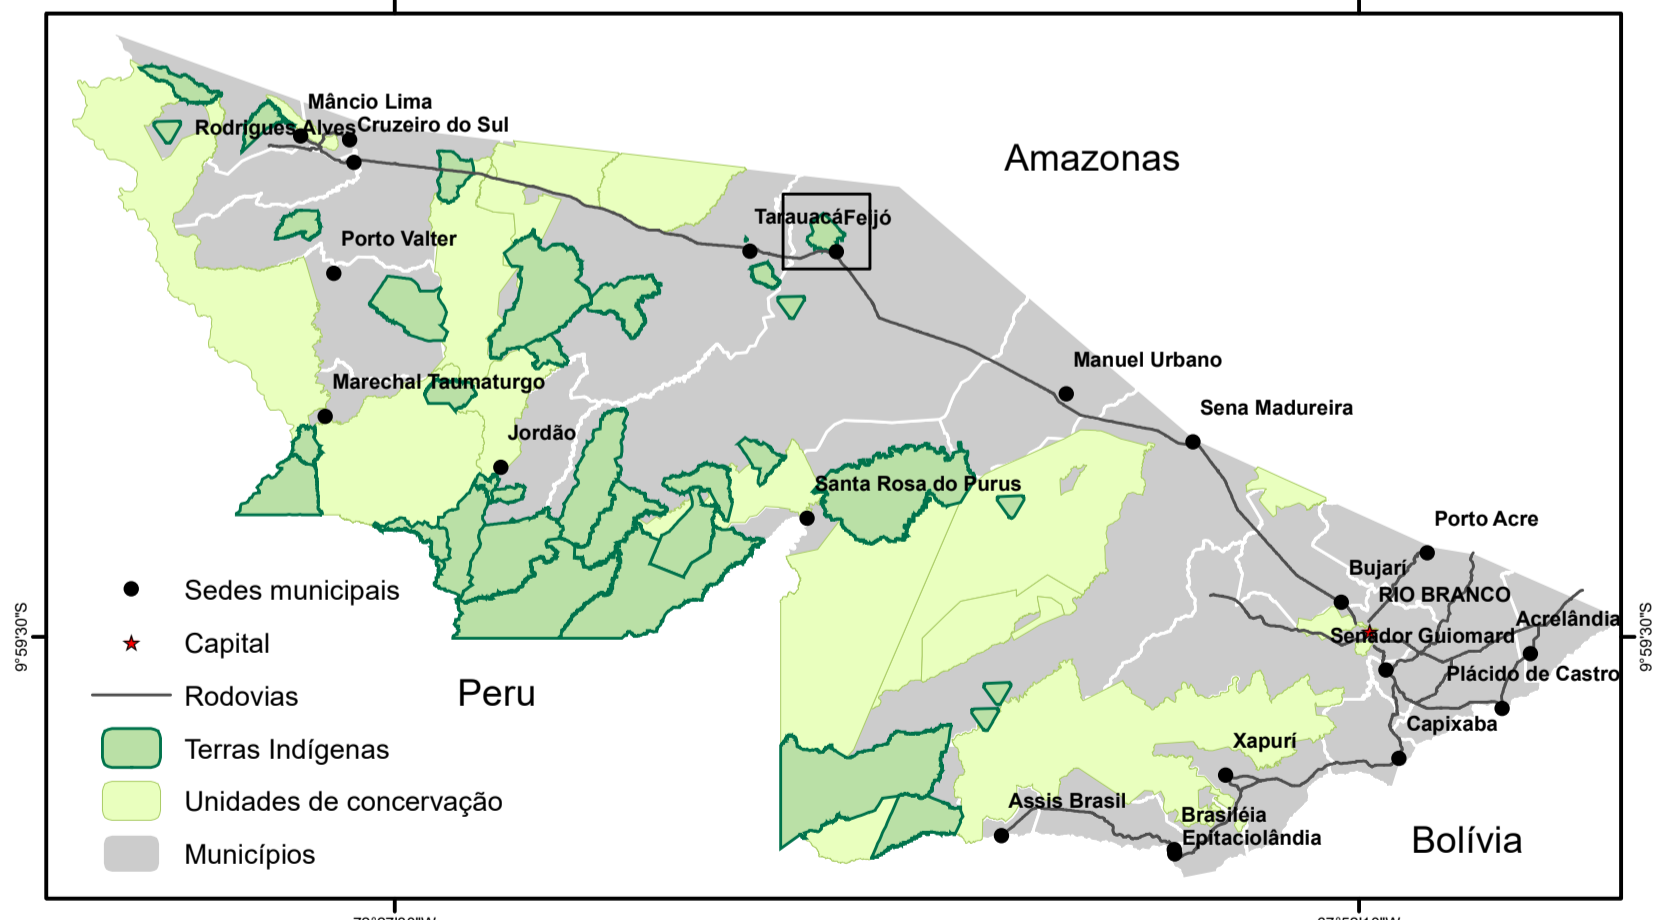 Mâncio Lima
Rodrigues Alves
Cruzeiro do Sul
Amazonas
Tarauacá
Feijó
Porto Valter
Manuel Urbano
Marechal Taumaturgo
Sena Madureira
Jordão
Santa Rosa do Purus
Porto Acre
Bujarí
RIO BRANCO
Acrelândia
Senador Guiomard
Plácido de Castro
Capixaba
Xapurí
Assis Brasil
Brasiléia
Epitaciolândia
Peru
Bolívia
Sedes municipais
Capital
Rodovias
Terras Indígenas
Unidades de concervação
Municípios
9°59'30"S
9°59'30"S